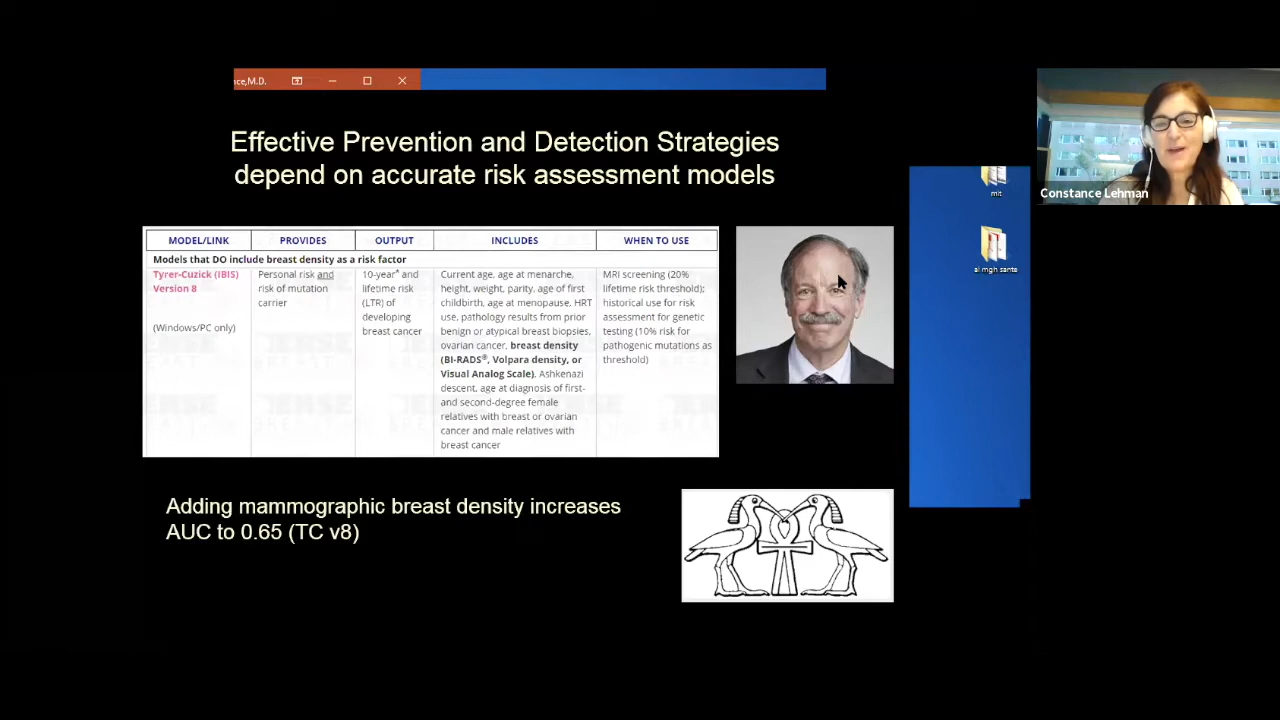 ce,M.D.
Effective Prevention and Detection Strategies
depend on accurate risk assessment models
Constance Lehman
mit
al mgh sante
MODEL/LINK PROVIDES OUTPUT INCLUDES WHEN TO USE
Models that DO include breast density as a risk factor
Tyrer-Cuzick (IBIS)
Version 8
(Windows/PC only)
Personal risk and
risk of mutation
carrier
10-year* and
lifetime risk
(LTR) of
developing
breast cancer
Current age, age at menarche,
height, weight, parity, age of first
childbirth, age at menopause, HRT
use, pathology results from prior
benign or atypical breast biopsies,
ovarian cancer, breast density
(BI-RADS®, Volpara density, or
Visual Analog Scale), Ashkenazi
descent, age at diagnosis of first-
and second-degree female
relatives with breast or ovarian
cancer and male relatives with
breast cancer
MRI screening (20%
lifetime risk threshold);
historical use for risk
assessment for genetic
testing (10% risk for
pathogenic mutations as
threshold)
Adding mammographic breast density increases
AUC to 0.65 (TC v8)